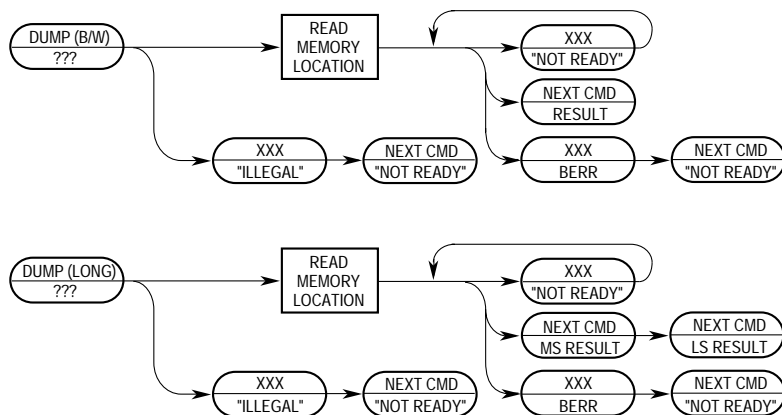 DUMP (B/W)
???
READ
MEMORY
LOCATION
XXX
"NOT READY"
NEXT CMD
RESULT
XXX
"ILLEGAL"
NEXT CMD
"NOT READY"
XXX
BERR
NEXT CMD
"NOT READY"
DUMP (LONG)
???
READ
MEMORY
LOCATION
XXX
"NOT READY"
NEXT CMD
MS RESULT
NEXT CMD
LS RESULT
XXX
"ILLEGAL"
NEXT CMD
"NOT READY"
XXX
BERR
NEXT CMD
"NOT READY"